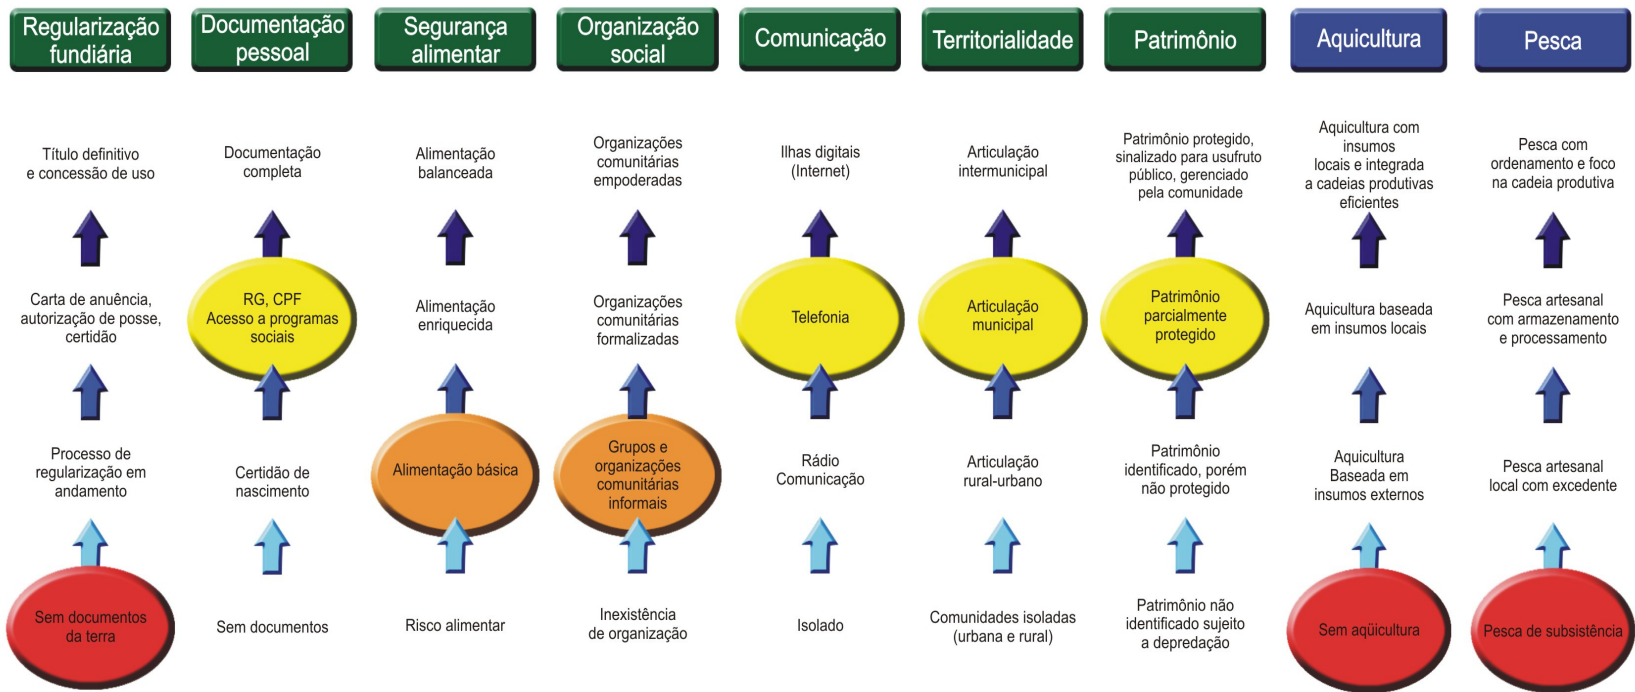 Regularização
fundiária
Documentação
pessoal
Segurança
alimentar
Organização
social
Comunicação
Territorialidade
Patrimônio
Aquicultura
Pesca
Título definitivo
e concessão de uso
Documentação
completa
Alimentação
balanceada
Organizações
comunitárias
empoderadas
Ilhas digitais
(Internet)
Articulação
intermunicipal
Patrimônio protegido,
sinalizado para usufruto
público, gerenciado
pela comunidade
Aquicultura com
insumos
locais e integrada
a cadeias produtivas
eficientes
Pesca com
ordenamento e foco
na cadeia produtiva
Carta de anuência,
autorização de posse,
certidão
RG, CPF
Acesso a programas
sociais
Alimentação
enriquecida
Organizações
comunitárias
formalizadas
Telefonia
Articulação
municipal
Patrimônio
parcialmente
protegido
Aquicultura baseada
em insumos locais
Pesca artesanal
com armazenamento
e processamento
Processo de
regularização em
andamento
Certidão de
nascimento
Alimentação básica
Grupos e
organizações
comunitárias
informais
Rádio
Comunicação
Articulação
rural-urbano
Patrimônio
identificado, porém
não protegido
Aquicultura
Baseada em
insumos externos
Pesca artesanal
local com excedente
Sem documentos
da terra
Sem documentos
Risco alimentar
Inexistência
de organização
Isolado
Comunidades isoladas
(urbana e rural)
Patrimônio não
identificado sujeito
a depredação
Sem aqüicultura
Pesca de subsistência